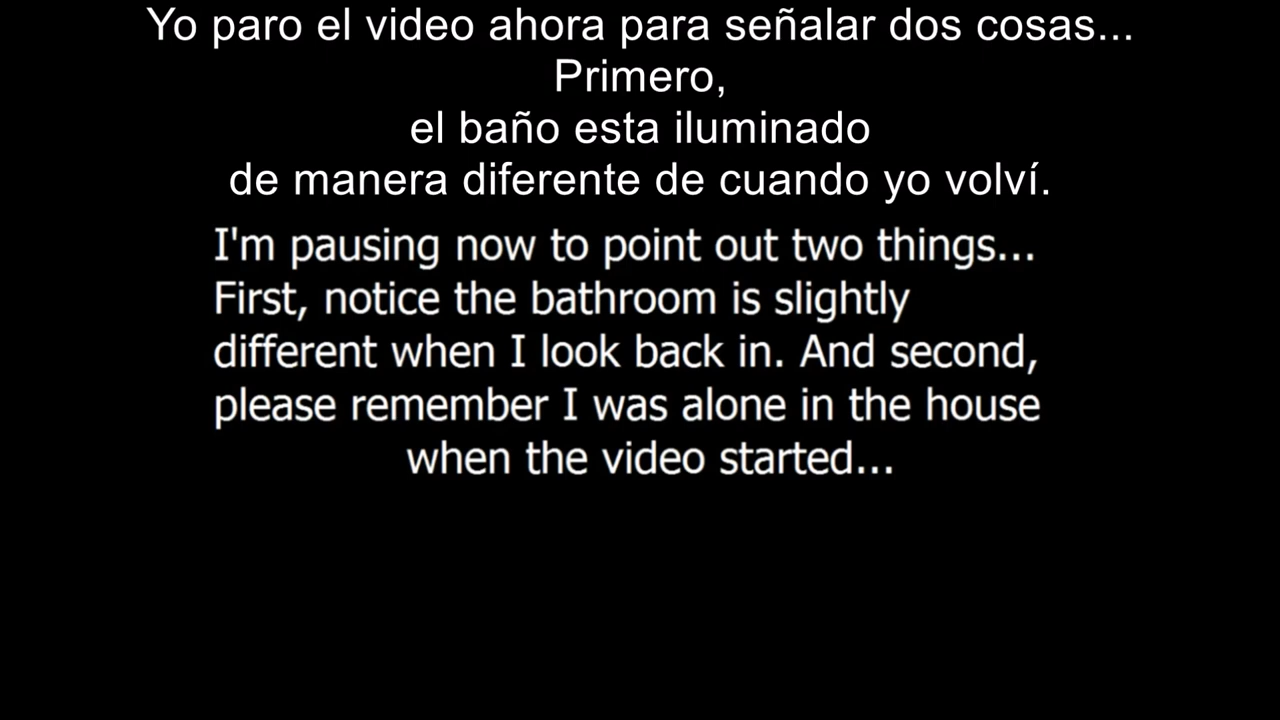 Yo paro el video ahora para señalar dos cosas...
Primero,
el baño esta iluminado
de manera diferente de cuando yo volví.
I'm pausing now to point out two things...
First, notice the bathroom is slightly
different when I look back in. And second,
please remember I was alone in the house
when the video started...